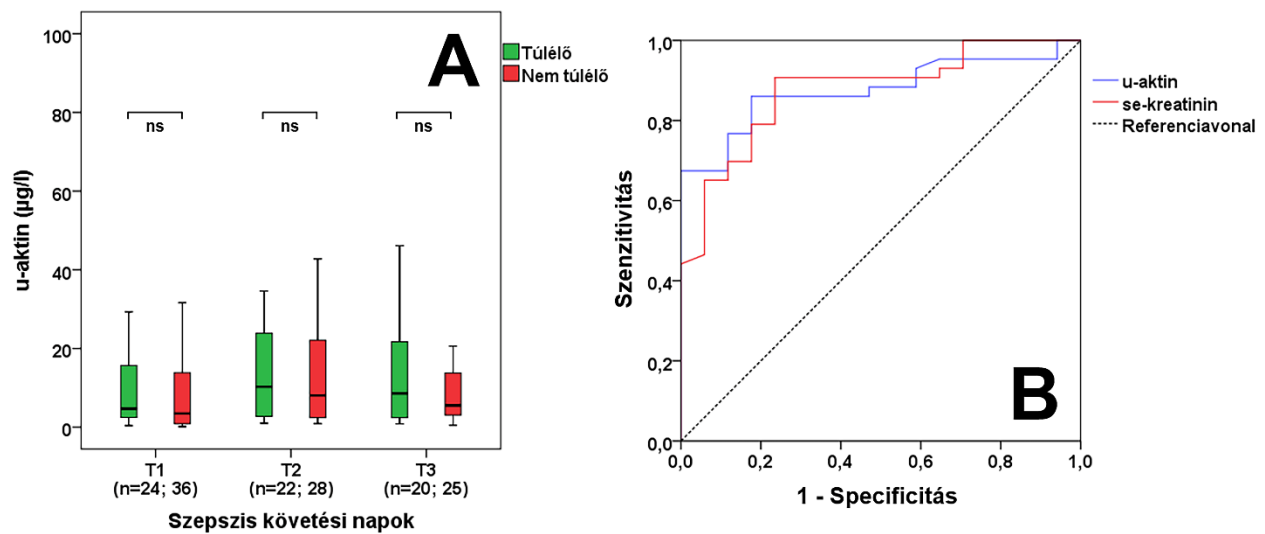 A
Túlélő
Nem túlélő
u-aktin (µg/l)
100
80
60
40
20
0
ns
ns
ns
T1
T2
T3
(n=24; 36)
(n=22; 28)
(n=20; 25)
Szepszis követési napok
B
u-aktin
se-kreatinin
Referenciavonal
Szenzitivitás
1,0
0,8
0,6
0,4
0,2
0,0
0,0
0,2
0,4
0,6
0,8
1,0
1 - Specificitás